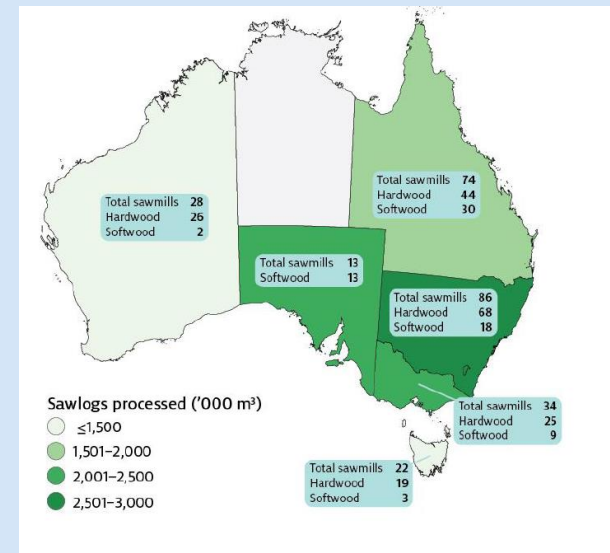 Total sawmills 74
Hardwood 44
Softwood 30
Total sawmills 28
Hardwood 26
Softwood 2
Total sawmills 13
Softwood 13
Total sawmills 86
Hardwood 68
Softwood 18
Sawlogs processed ('000 m³)
≤1,500
1,501–2,000
2,001–2,500
2,501–3,000
Total sawmills 34
Hardwood 25
Softwood 9
Total sawmills 22
Hardwood 19
Softwood 3